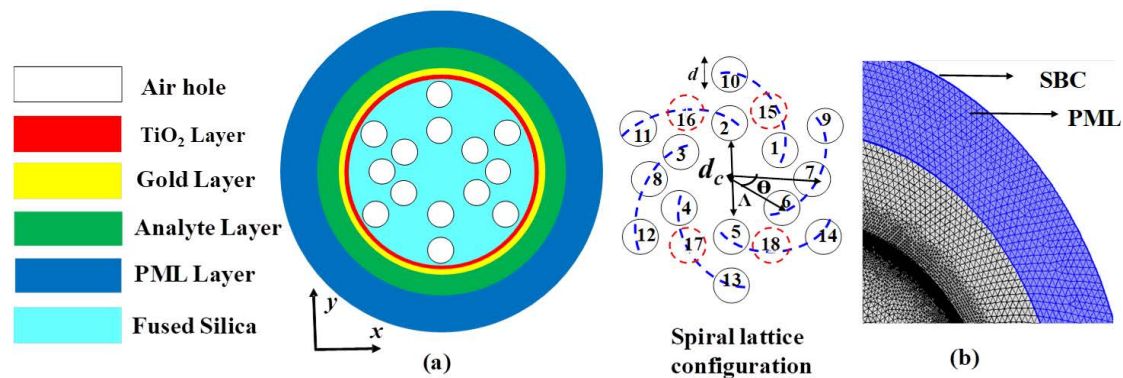 Air hole
TiO₂ Layer
Gold Layer
Analyte Layer
PML Layer
Fused Silica
y
x
(a)
d
10
16
15
11
2
9
3
1
8
d_c
θ
7
Λ
6
4
5
12
17
18
14
13
Spiral lattice
configuration
SBC
PML
(b)